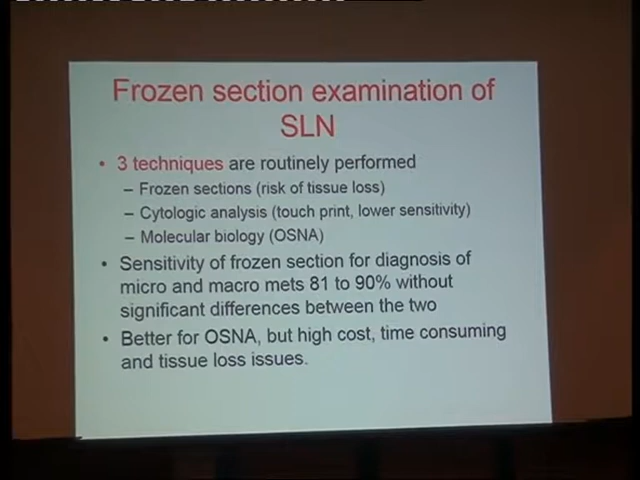 Frozen section examination of
SLN
• 3 techniques are routinely performed
– Frozen sections (risk of tissue loss)
– Cytologic analysis (touch print, lower sensitivity)
– Molecular biology (OSNA)
• Sensitivity of frozen section for diagnosis of
micro and macro mets 81 to 90% without
significant differences between the two
• Better for OSNA, but high cost, time consuming
and tissue loss issues.